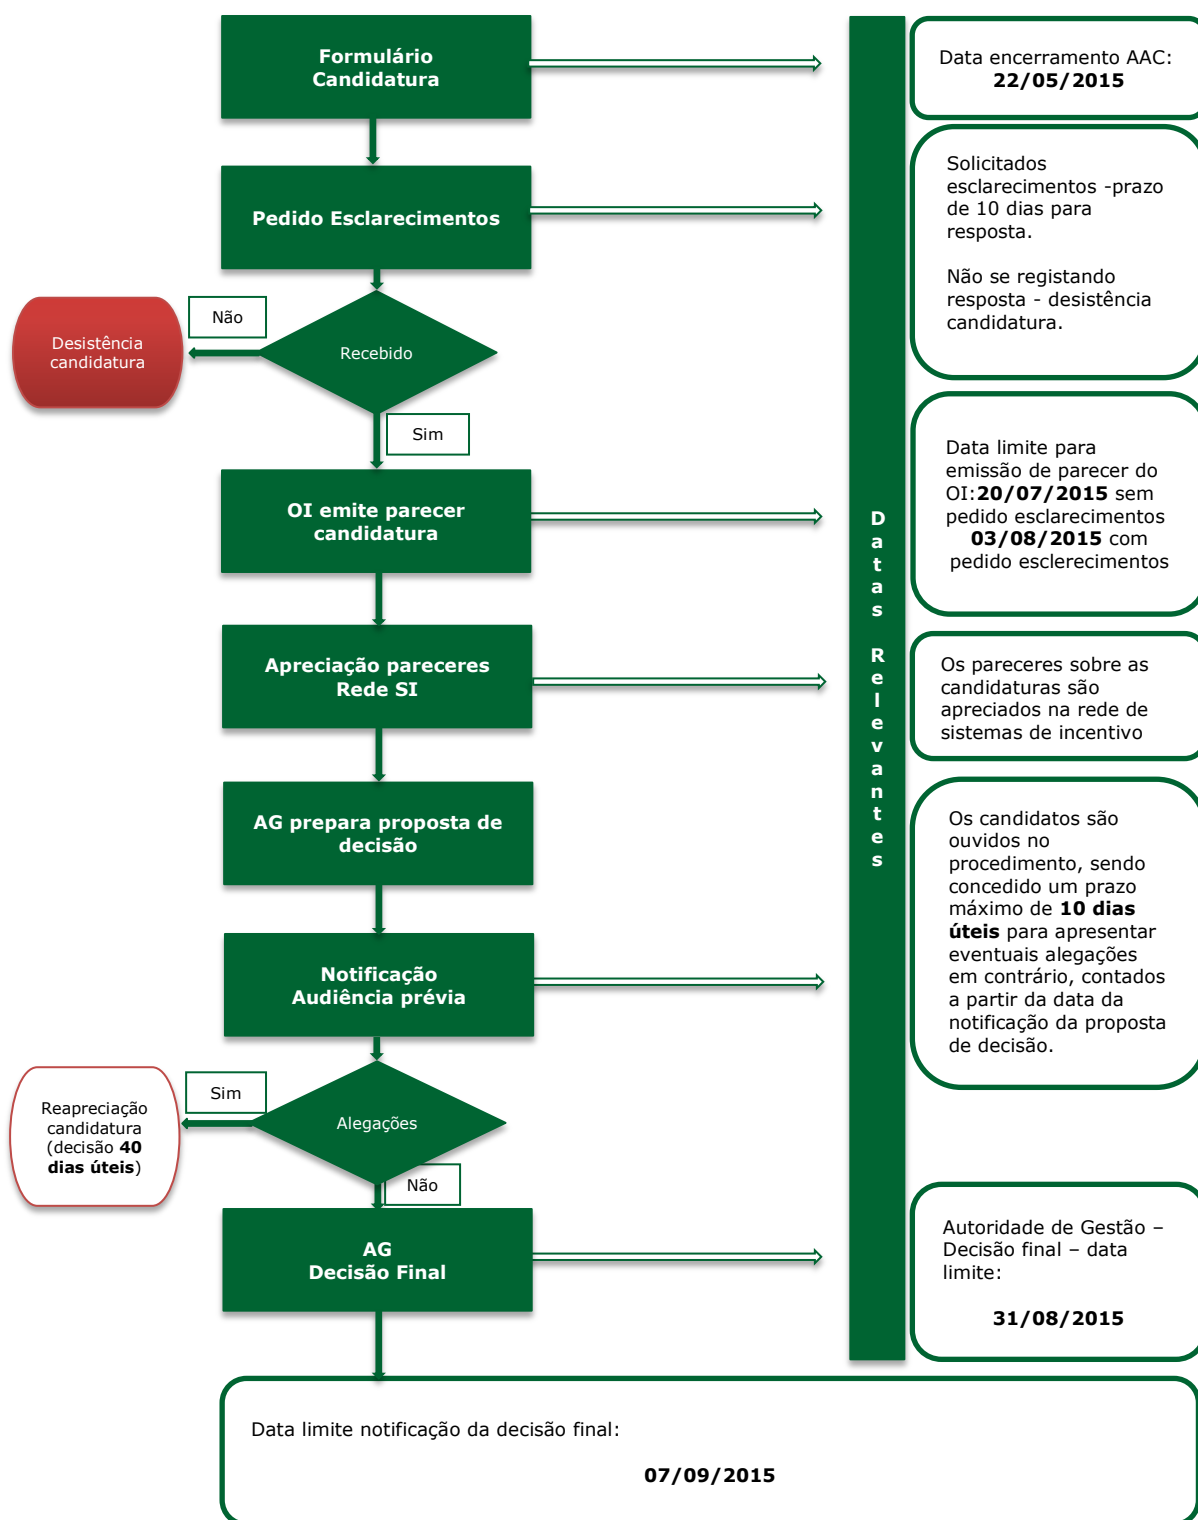 Formulário
Candidatura
Data encerramento AAC:
22/05/2015
Pedido Esclarecimentos
Solicitados
esclarecimentos -prazo
de 10 dias para
resposta.
Não se registando
resposta - desistência
candidatura.
Não
Desistência
candidatura
Recebido
Sim
OI emite parecer
candidatura
Data limite para
emissão de parecer do
OI:20/07/2015 sem
pedido esclarecimentos
03/08/2015 com
pedido esclerecimentos
Datas Relevantes
Apreciação pareceres
Rede SI
Os pareceres sobre as
candidaturas são
apreciados na rede de
sistemas de incentivo
AG prepara proposta de
decisão
Os candidatos são
ouvidos no
procedimento, sendo
concedido um prazo
máximo de 10 dias
úteis para apresentar
eventuais alegações
em contrário, contados
a partir da data da
notificação da proposta
de decisão.
Notificação
Audiência prévia
Sim
Reapreciação
candidatura
(decisão 40
dias úteis)
Alegações
Não
AG
Decisão Final
Autoridade de Gestão –
Decisão final – data
limite:
31/08/2015
Data limite notificação da decisão final:
07/09/2015